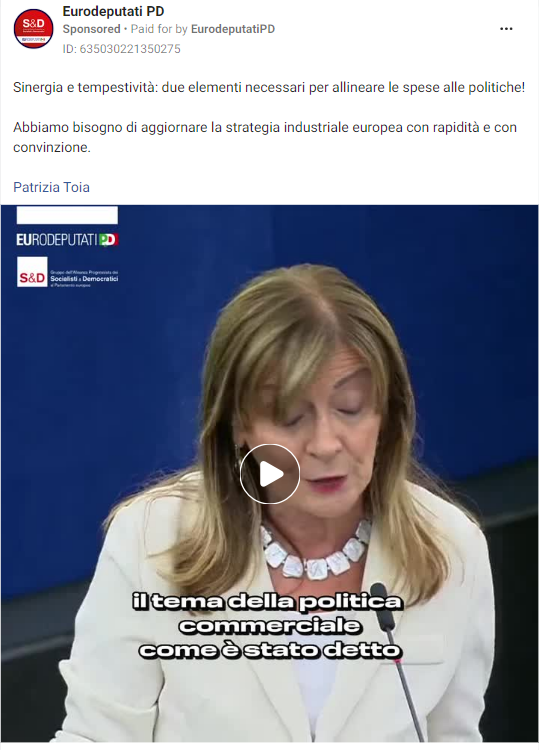 Eurodeputati PD
Sponsored • Paid for by EurodeputatiPD
ID: 635030221350275
Sinergia e tempestività: due elementi necessari per allineare le spese alle politiche!
Abbiamo bisogno di aggiornare la strategia industriale europea con rapidità e con
convinzione.
Patrizia Toia
EURODEPUTATI PD
S&D
Gruppo dell'Alleanza Progressista dei
Socialisti & Democratici
al Parlamento europeo
il tema della politica
commerciale
come è stato detto